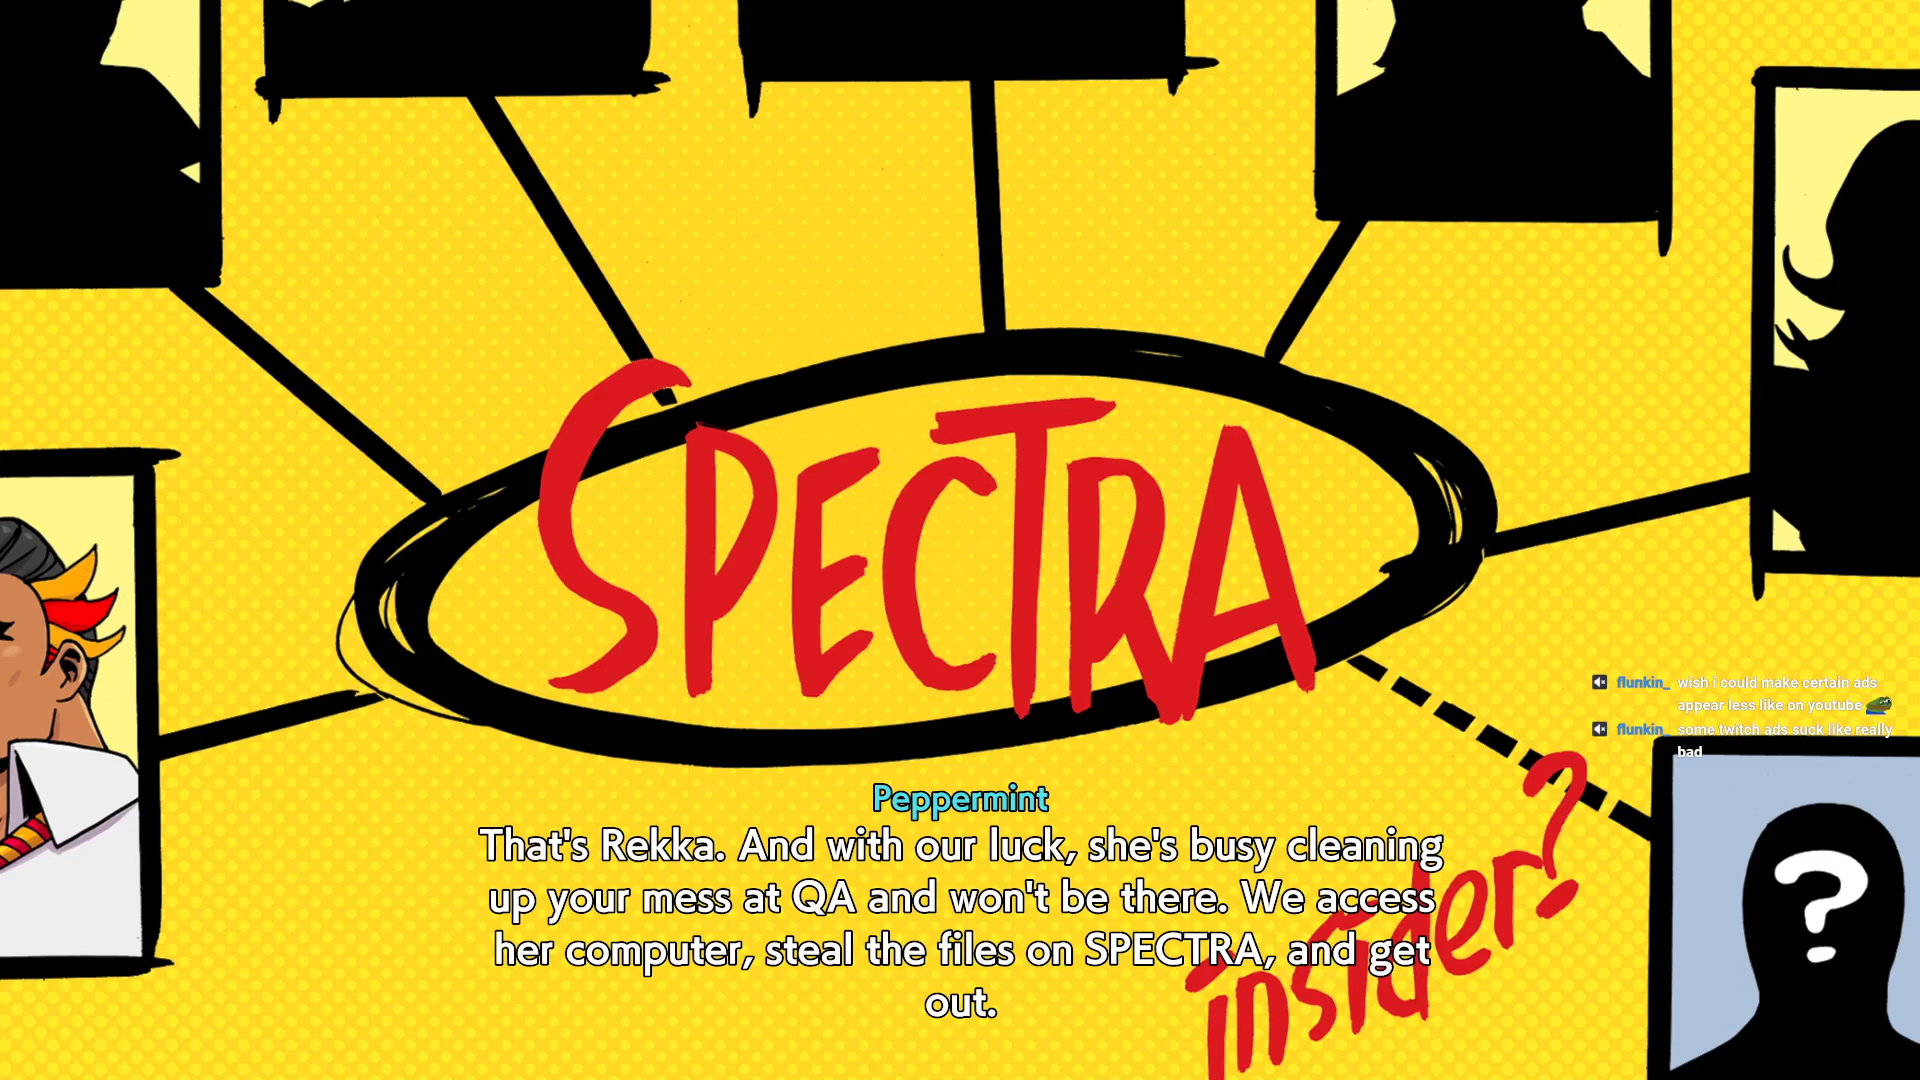 SPECTRA
flunkin_ wish i could make certain ads
appear less like on youtube
flunkin_ some twitch ads suck like really
bad
?
Peppermint
That's Rekka. And with our luck, she's busy cleaning
up your mess at QA and won't be there. We access
her computer, steal the files on SPECTRA, and get
out.
insider?